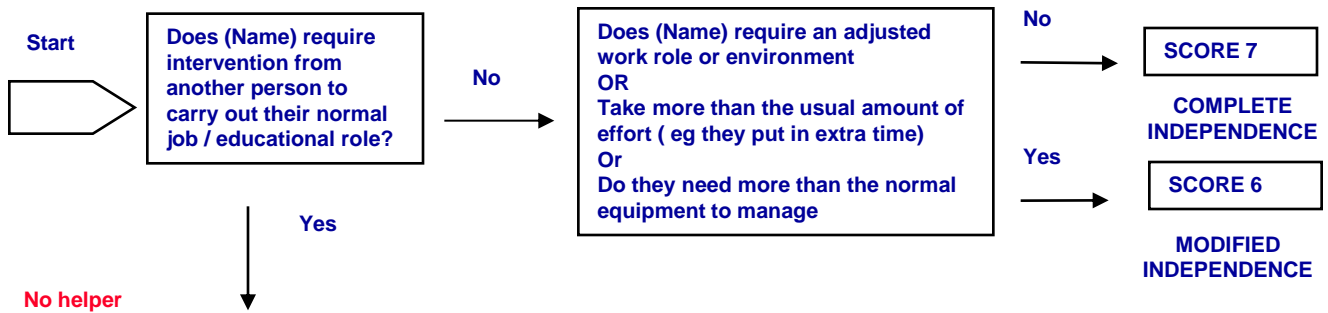 Start
Does (Name) require
intervention from
another person to
carry out their normal
job / educational role?
No
Does (Name) require an adjusted
work role or environment
OR
Take more than the usual amount of
effort ( eg they put in extra time)
Or
Do they need more than the normal
equipment to manage
No
SCORE 7
COMPLETE
INDEPENDENCE
Yes
SCORE 6
MODIFIED
INDEPENDENCE
Yes
No helper